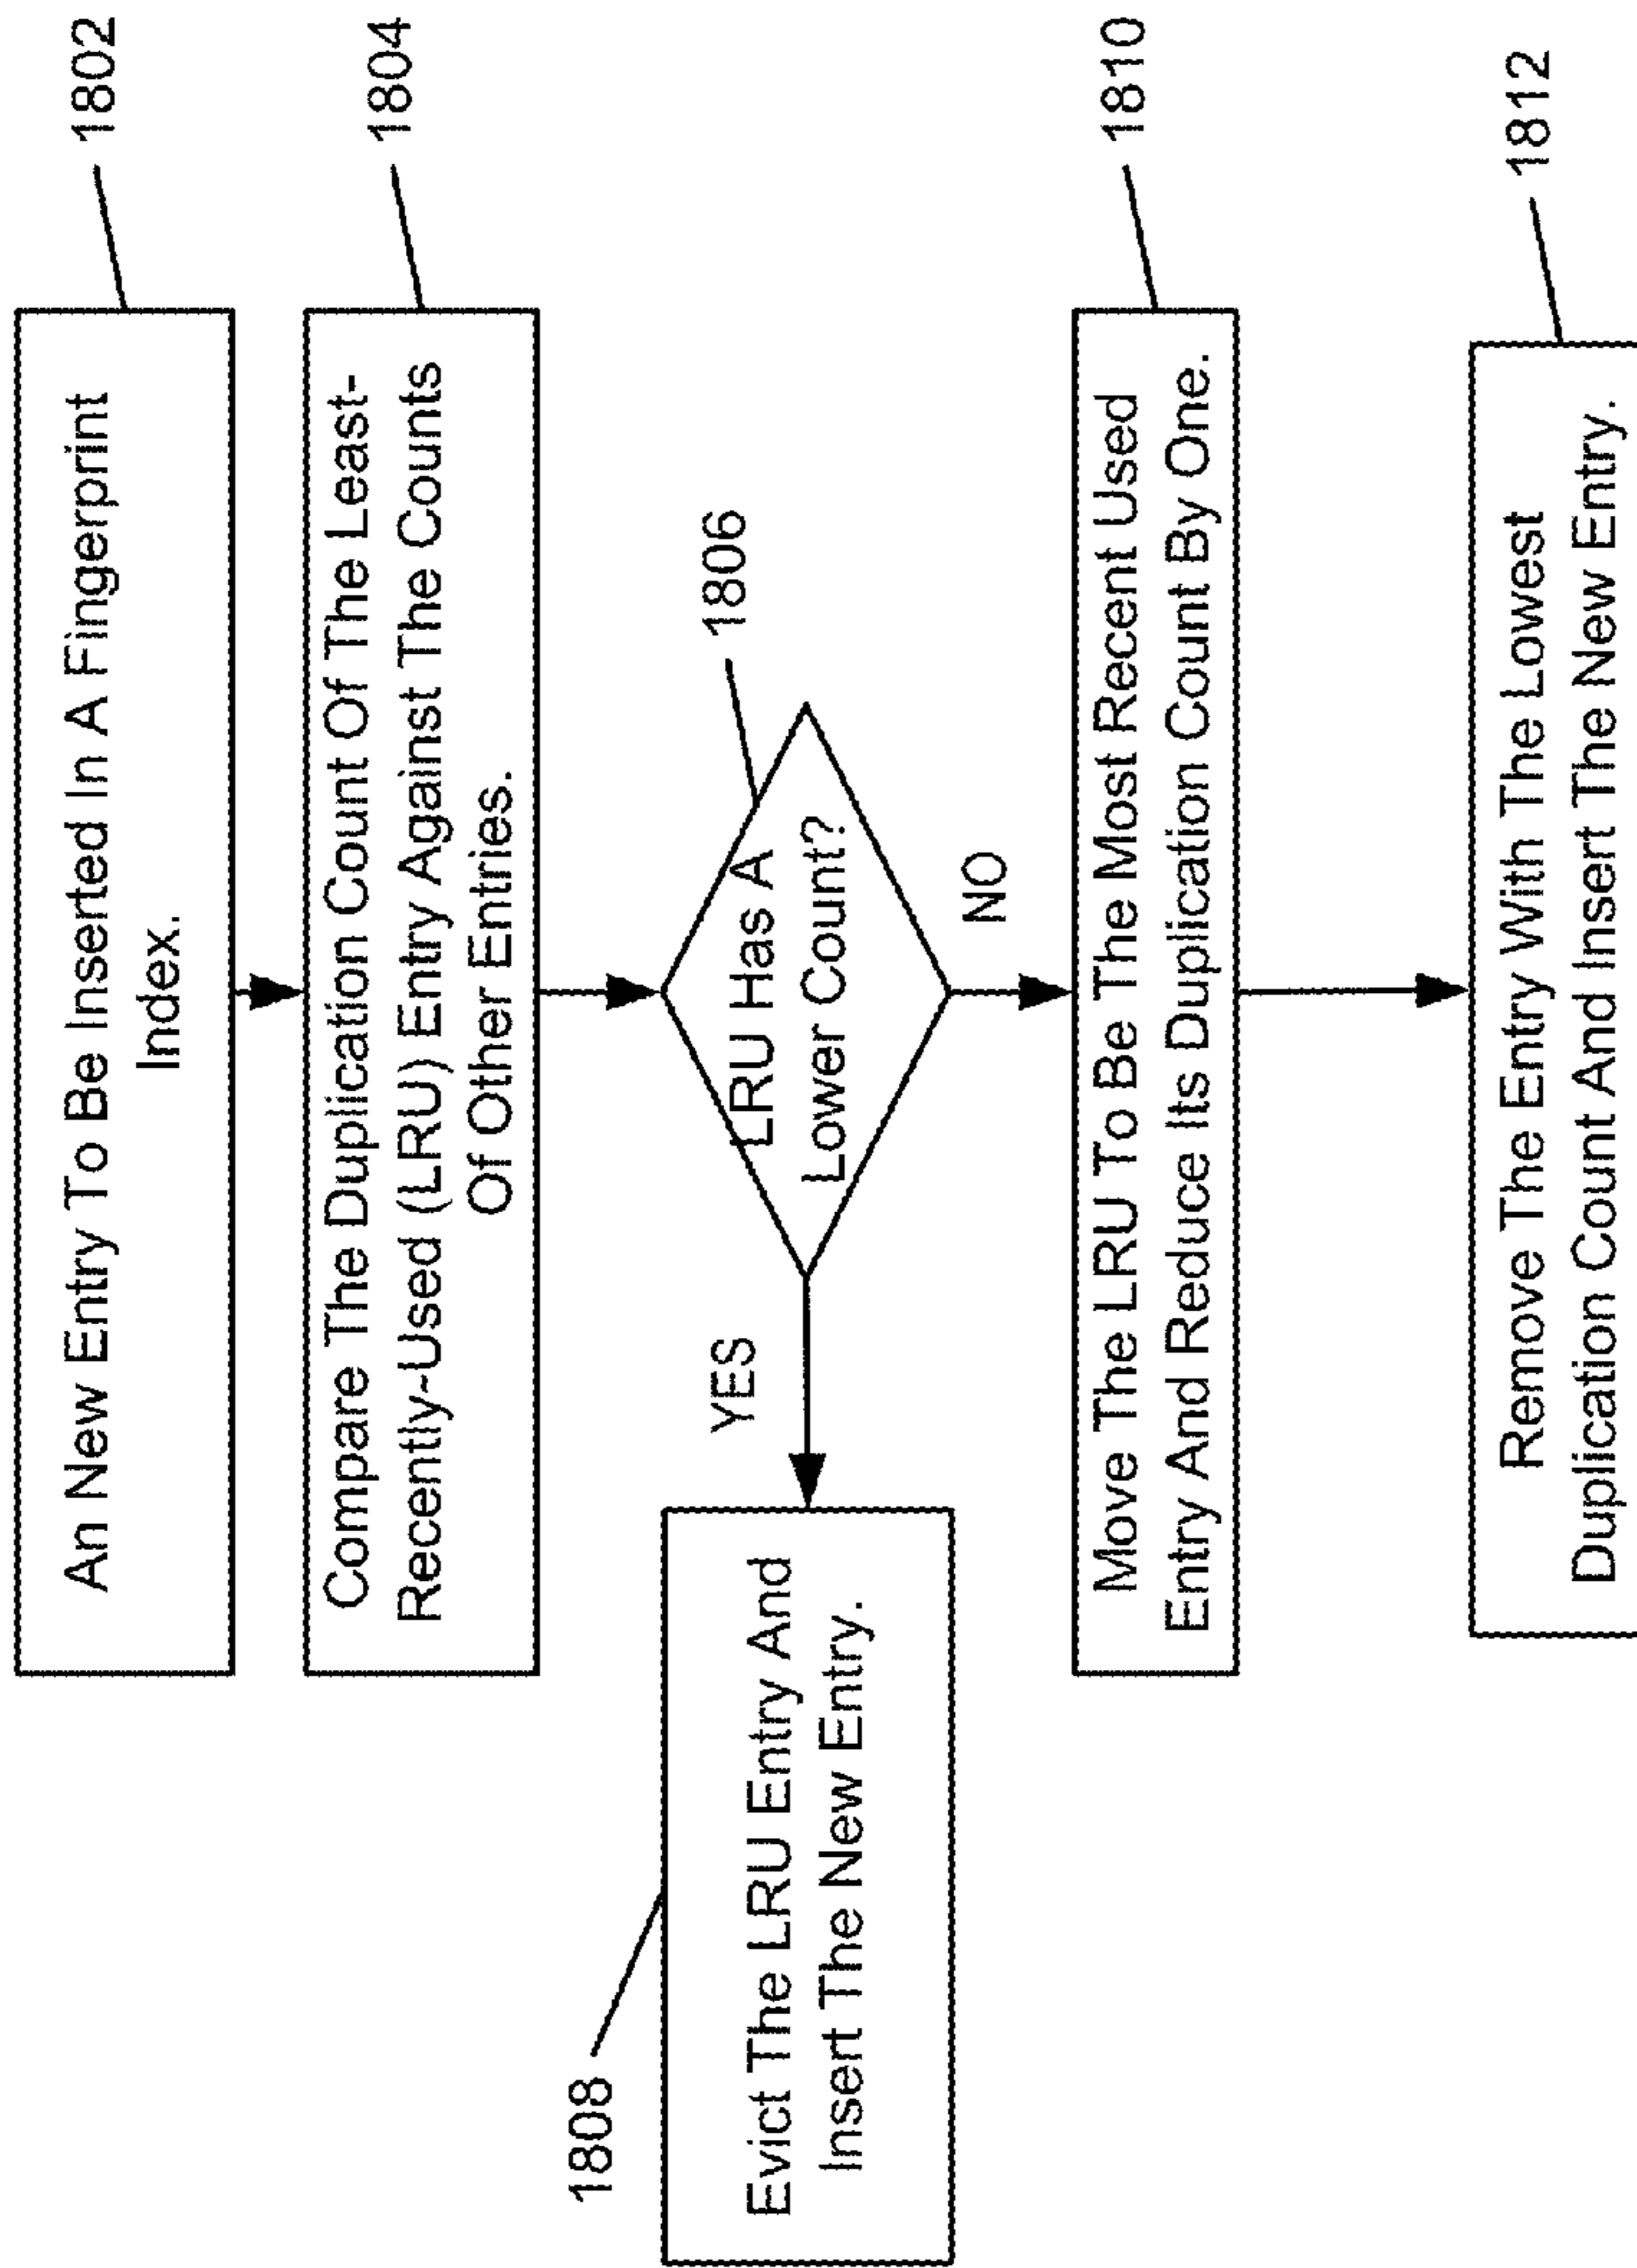 An New Entry To Be Inserted In A Fingerprint
Index.
1802
Compare The Duplication Count Of The Least-
Recently-Used (LRU) Entry Against The Counts
Of Other Entries.
1804
LRU Has A
Lower Count?
1806
YES
NO
1808
Evict The LRU Entry And
Insert The New Entry.
Move The LRU To Be The Most Recent Used
Entry And Reduce Its Duplication Count By One.
1810
Remove The Entry With The Lowest
Duplication Count And Insert The New Entry.
1812